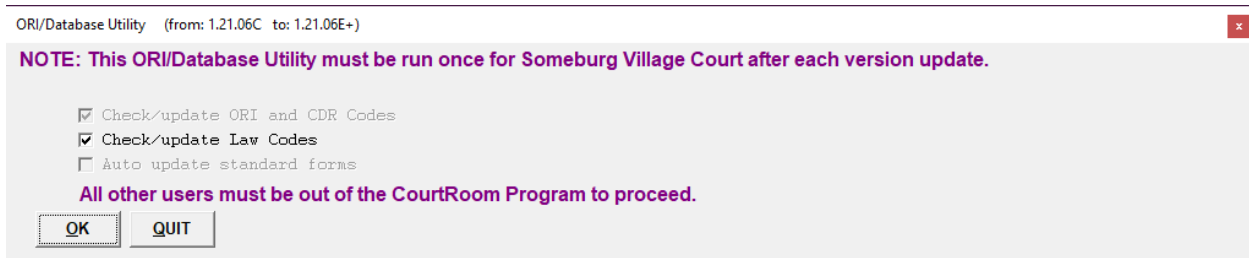 ORI/Database Utility (from: 1.21.06C to: 1.21.06E+)
x
NOTE: This ORI/Database Utility must be run once for Someburg Village Court after each version update.
Check/update ORI and CDR Codes
Check/update Law Codes
Auto update standard forms
All other users must be out of the CourtRoom Program to proceed.
OK QUIT